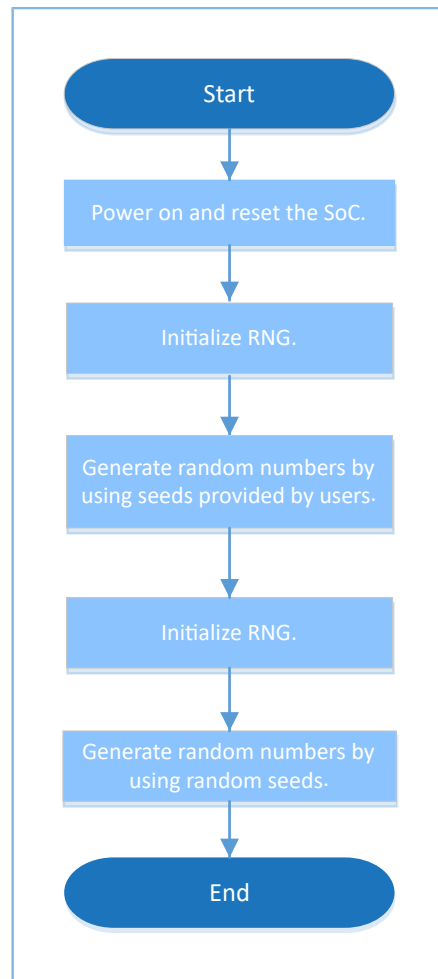 Start
Power on and reset the SoC.
Initialize RNG.
Generate random numbers by
using seeds provided by users.
Initialize RNG.
Generate random numbers by
using random seeds.
End